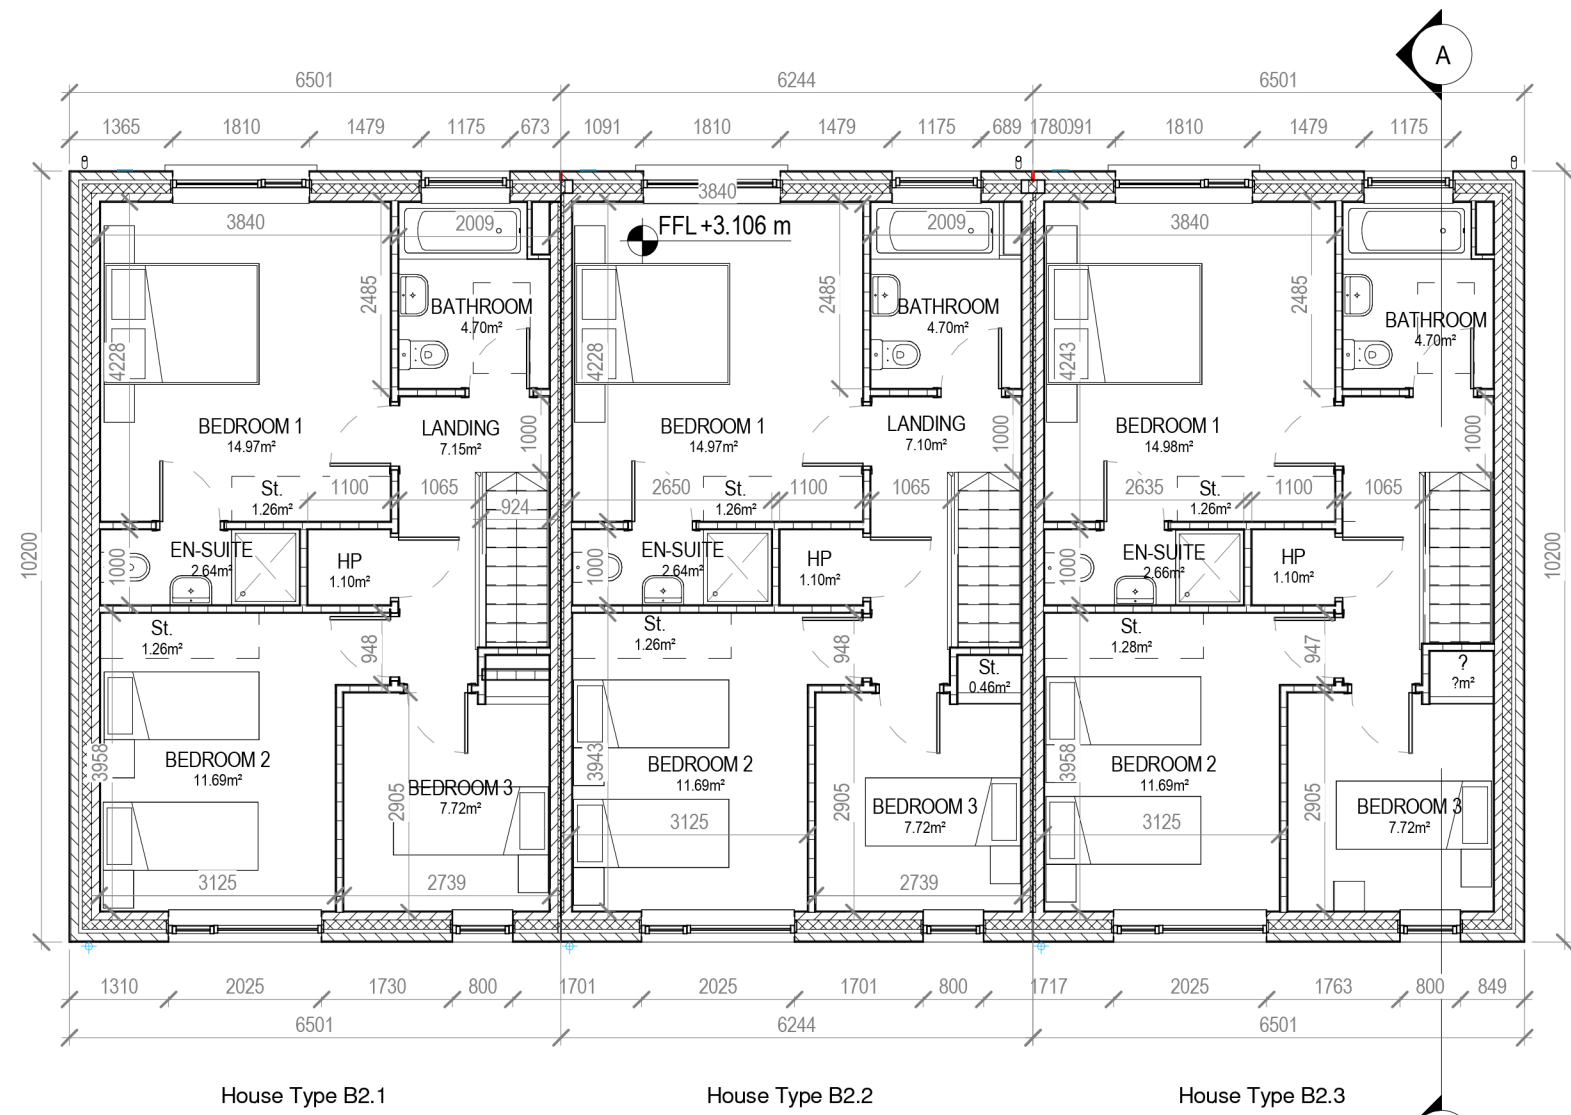 A
6501 6244 6501
1365 1810 1479 1175 673 1091 1810 1479 1175 689 1091 1810 1479 1175
3840
3840 2009 FFL +3.106 m 2009 3840
2485 2485 2485
BATHROOM BATHROOM BATHROOM
4.70m² 4.70m² 4.70m²
4228 4228 4243
BEDROOM 1 LANDING BEDROOM 1 LANDING BEDROOM 1
14.97m² 7.15m² 14.97m² 7.10m² 14.98m²
1000 1000 1000
St. St. St.
1.26m² 1.26m² 1.26m²
1100 1065 924 2650 1100 1065 2635 1100 1065
10200 10200
EN-SUITE HP EN-SUITE HP EN-SUITE HP
2.64m² 1.10m² 2.64m² 1.10m² 2.66m² 1.10m²
1000 1000 1000
St. St. St.
1.26m² 1.26m² 1.28m²
948 948 947
St. ?
0.46m² ?m²
BEDROOM 2 BEDROOM 2 BEDROOM 2
11.69m² 11.69m² 11.69m²
3958 3943 3958
BEDROOM 3 BEDROOM 3 BEDROOM 3
7.72m² 7.72m² 7.72m²
2905 2905 2905
3125 3125
3125 2739 2739
1310 2025 1730 800 1701 2025 1701 800 1717 2025 1763 800 849
6501 6244 6501
House Type B2.1 House Type B2.2 House Type B2.3